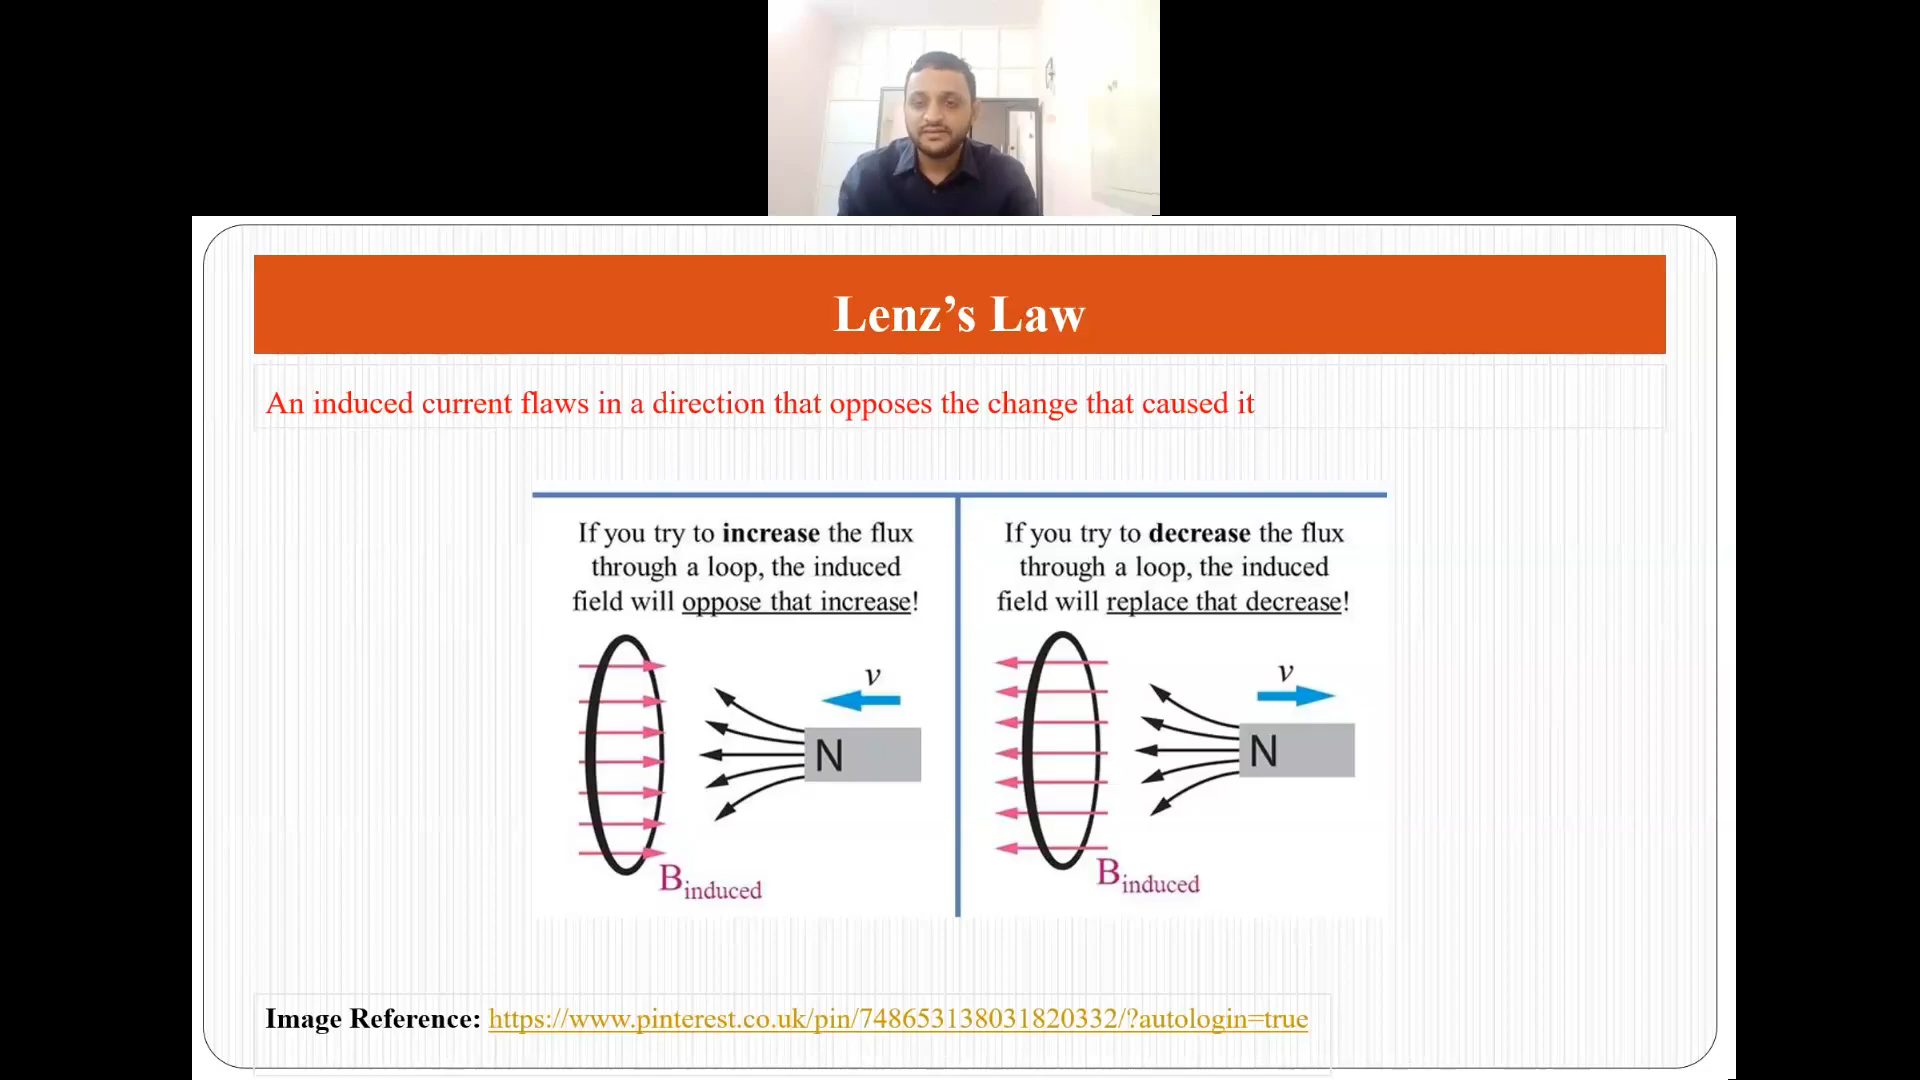 Lenz’s Law
An induced current flaws in a direction that opposes the change that caused it
If you try to increase the flux
through a loop, the induced
field will oppose that increase!
v
N
B induced
If you try to decrease the flux
through a loop, the induced
field will replace that decrease!
v
N
B induced
Image Reference: https://www.pinterest.co.uk/pin/748653138031820332/?autologin=true